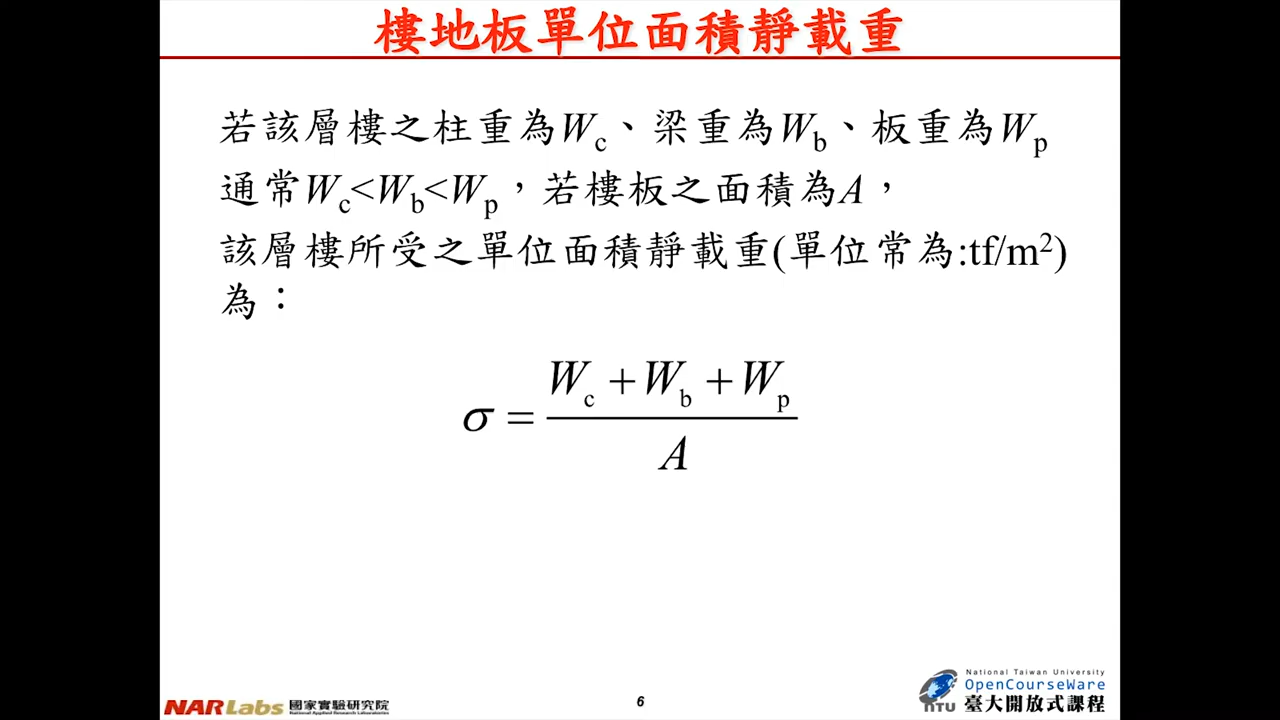 樓地板單位面積靜載重
若該層樓之柱重為Wc、梁重為Wb、板重為Wp
通常Wc<Wb<Wp，若樓板之面積為A，
該層樓所受之單位面積靜載重(單位常為:tf/m²)
為：
σ = (Wc + Wb + Wp) / A
NARLabs 國家實驗研究院
National Applied Research Laboratories
6
National Taiwan University
OpenCourseWare
NTU 臺大開放式課程